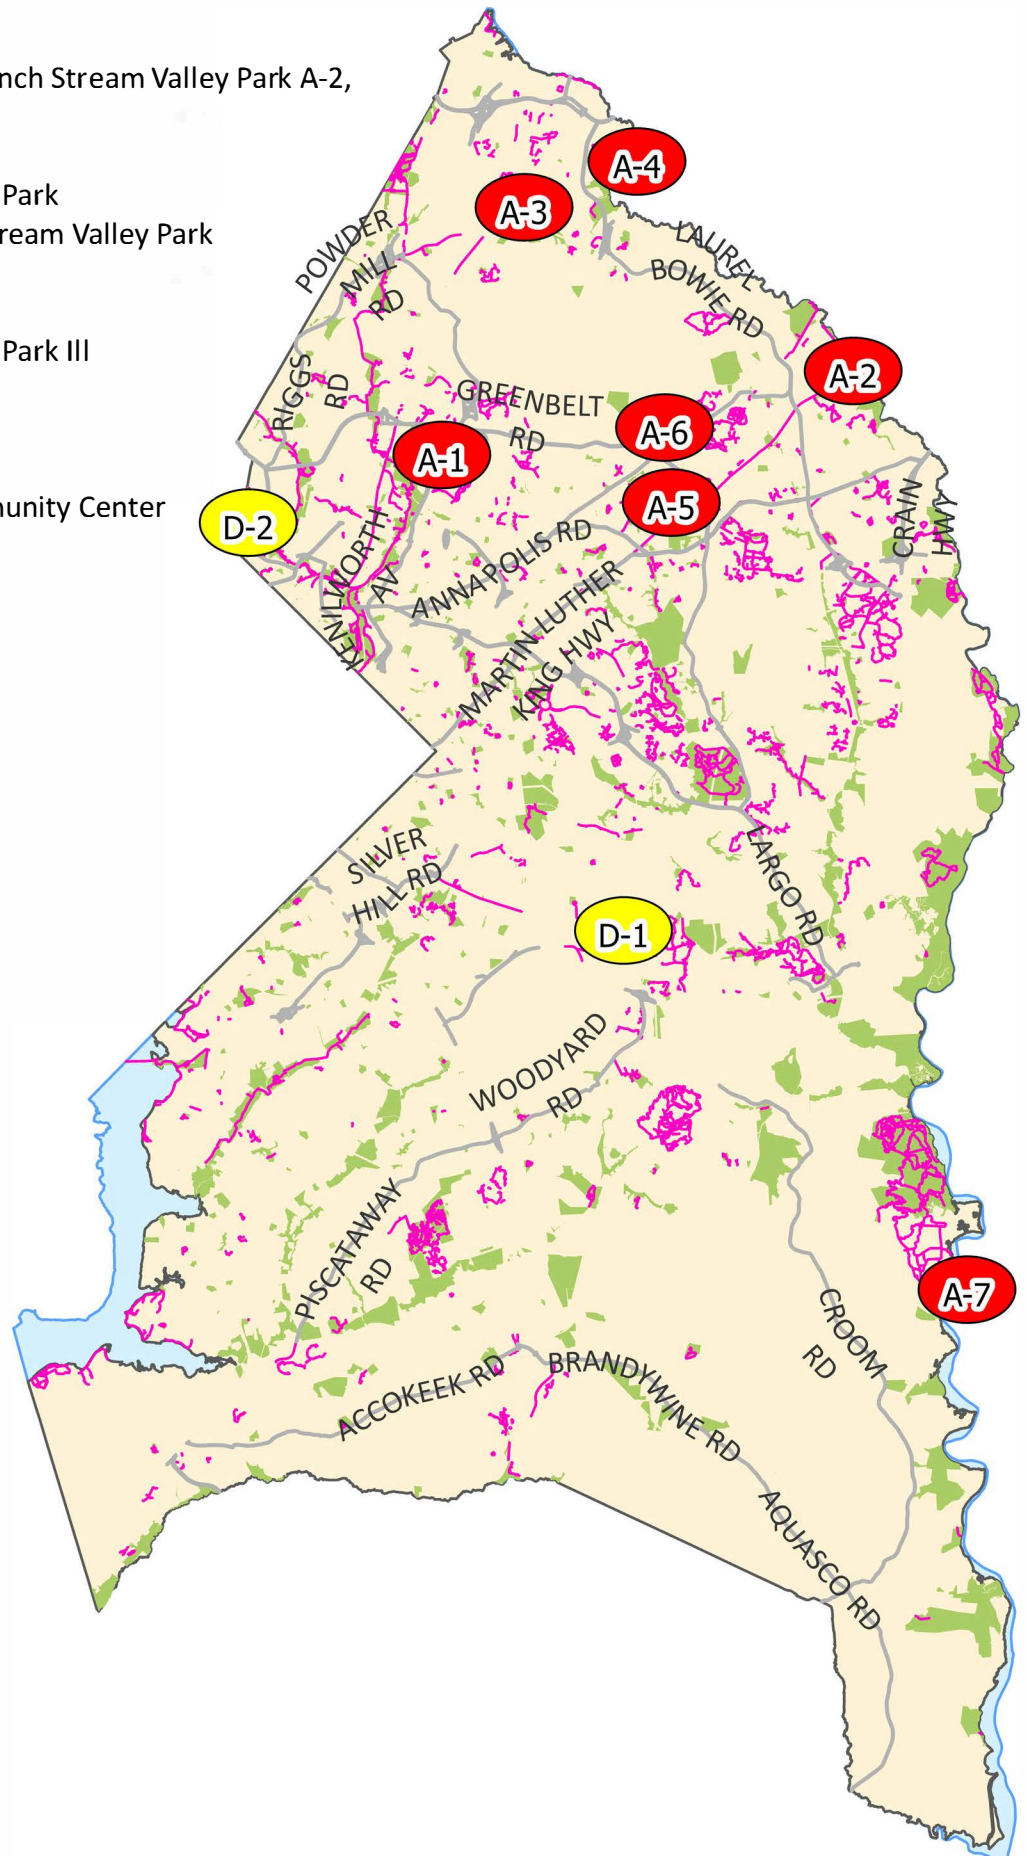 nch Stream Valley Park A-2,
Park
ream Valley Park
Park Ill
nunity Center
A-4
A-3
POWDER
MILL
RD
LAUREL
BOWIE RD
A-2
RIGGS
RD
GREENBELT
RD
A-6
A-1
A-5
D-2
CRAIN
HWY
KENILWORTH
AV
ANNAPOLIS RD
MARTIN LUTHER
KING HWY
SILVER
HILL RD
LARGO RD
D-1
WOODYARD
RD
PISCATAWAY
RD
A-7
CROOM
RD
ACCOKEEK RD
BRANDYWINE RD
AQUASCO RD